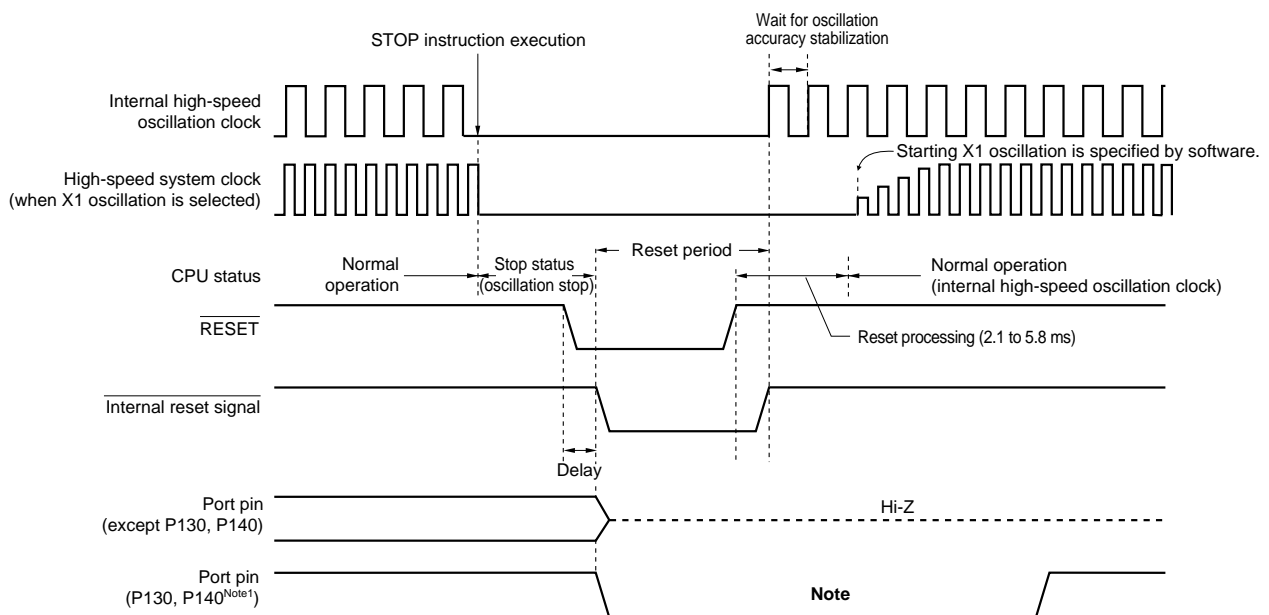 Wait for oscillation
accuracy stabilization
STOP instruction execution
Internal high-speed
oscillation clock
Starting X1 oscillation is specified by software.
High-speed system clock
(when X1 oscillation is selected)
Reset period
CPU status
Normal
operation
Stop status
(oscillation stop)
Normal operation
(internal high-speed oscillation clock)
RESET
Reset processing (2.1 to 5.8 ms)
Internal reset signal
Delay
Port pin
(except P130, P140)
Hi-Z
Port pin
(P130, P140Note1)
Note